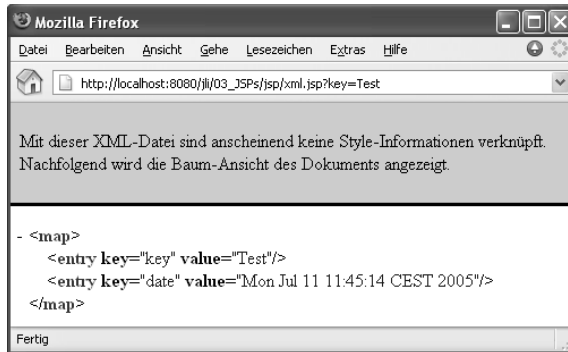 Mozilla Firefox
Datei Bearbeiten Ansicht Gehe Lesezeichen Extras Hilfe
http://localhost:8080/jli/03_JSPs/jsp/xml.jsp?key=Test
Mit dieser XML-Datei sind anscheinend keine Style-Informationen verknüpft.
Nachfolgend wird die Baum-Ansicht des Dokuments angezeigt.
- <map>
<entry key="key" value="Test"/>
<entry key="date" value="Mon Jul 11 11:45:14 CEST 2005"/>
</map>
Fertig